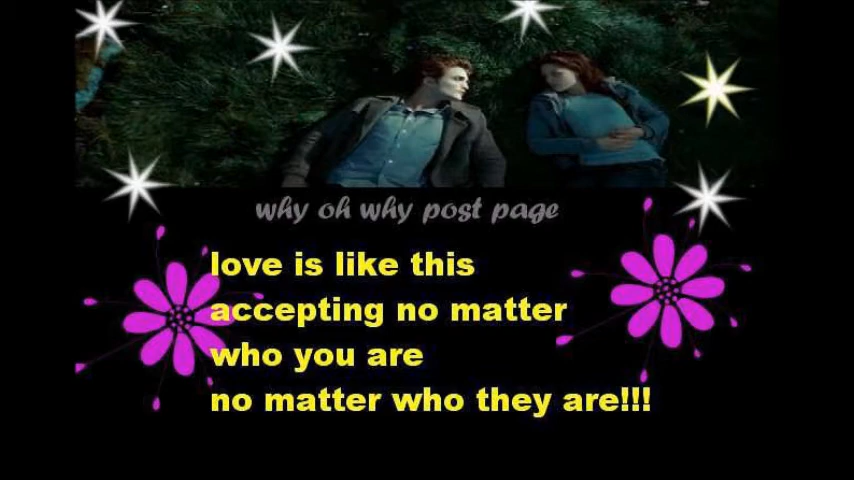 why oh why post page
love is like this
accepting no matter
who you are
no matter who they are!!!